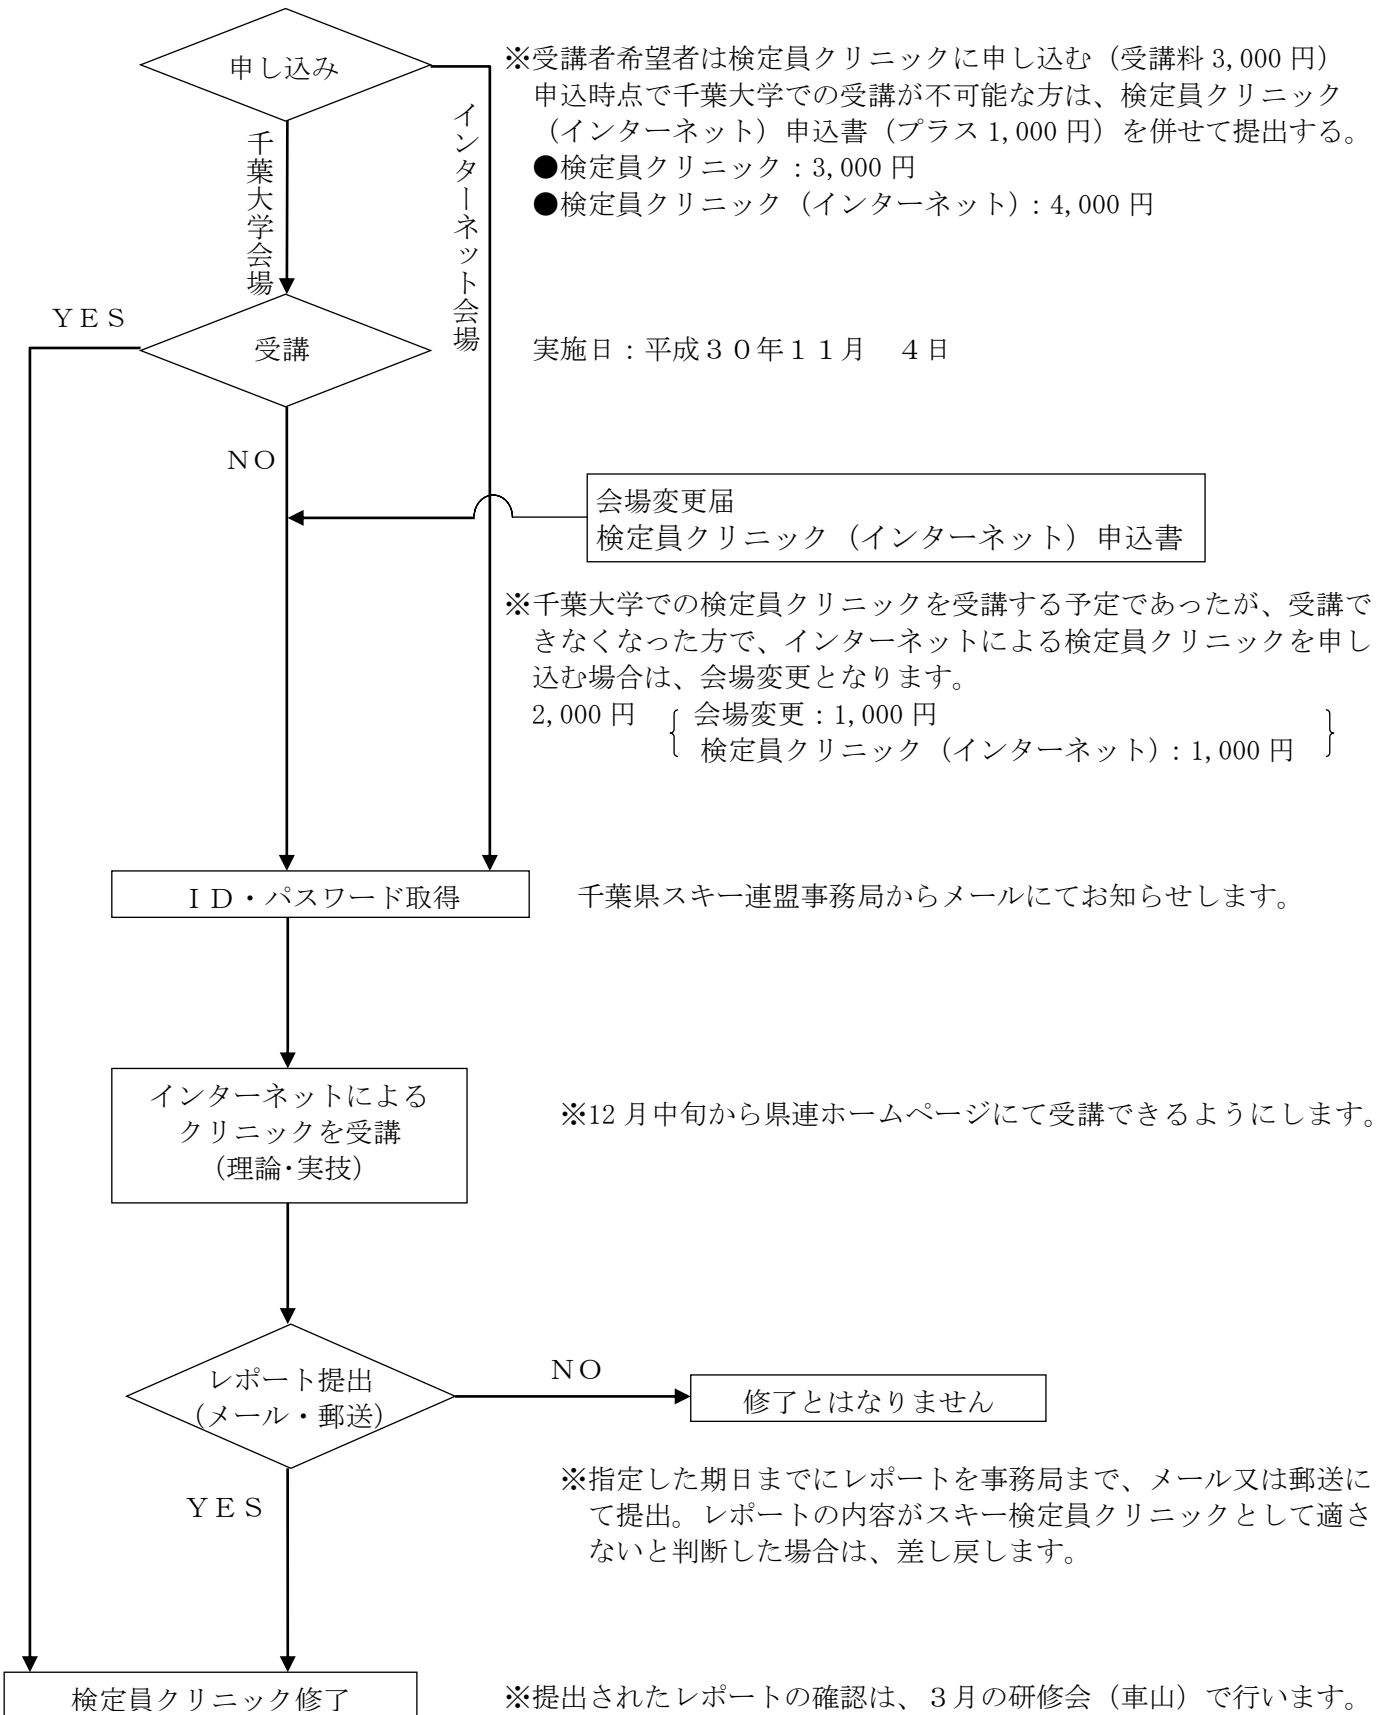 申し込み
※受講者希望者は検定員クリニックに申し込む（受講料 3,000 円）
申込時点で千葉大学での受講が不可能な方は、検定員クリニック
（インターネット）申込書（プラス 1,000 円）を併せて提出する。
●検定員クリニック：3,000 円
●検定員クリニック（インターネット）：4,000 円
千葉大学会場
インターネット会場
ＹＥＳ
受講
実施日：平成３０年１１月　４日
ＮＯ
会場変更届
検定員クリニック（インターネット）申込書
※千葉大学での検定員クリニックを受講する予定であったが、受講で
きなくなった方で、インターネットによる検定員クリニックを申し
込む場合は、会場変更となります。
2,000 円 ｛ 会場変更：1,000 円
検定員クリニック（インターネット）：1,000 円 ｝
ＩＤ・パスワード取得
千葉県スキー連盟事務局からメールにてお知らせします。
インターネットによる
クリニックを受講
（理論・実技）
※12 月中旬から県連ホームページにて受講できるようにします。
レポート提出
（メール・郵送）
ＮＯ
修了とはなりません
※指定した期日までにレポートを事務局まで、メール又は郵送に
て提出。レポートの内容がスキー検定員クリニックとして適さ
ないと判断した場合は、差し戻します。
ＹＥＳ
検定員クリニック修了
※提出されたレポートの確認は、３月の研修会（車山）で行います。